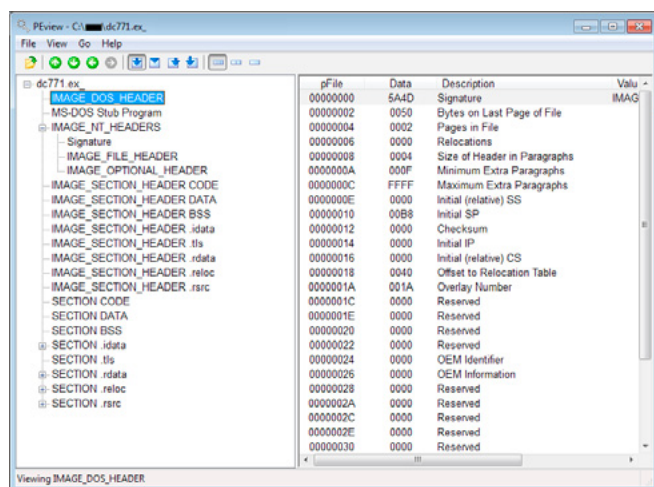 PEview - C:\ \dc771.ex_
File View Go Help
dc771.ex_
IMAGE_DOS_HEADER
MS-DOS Stub Program
IMAGE_NT_HEADERS
Signature
IMAGE_FILE_HEADER
IMAGE_OPTIONAL_HEADER
IMAGE_SECTION_HEADER CODE
IMAGE_SECTION_HEADER DATA
IMAGE_SECTION_HEADER BSS
IMAGE_SECTION_HEADER .idata
IMAGE_SECTION_HEADER .tls
IMAGE_SECTION_HEADER .rdata
IMAGE_SECTION_HEADER .reloc
IMAGE_SECTION_HEADER .rsrc
SECTION CODE
SECTION DATA
SECTION BSS
SECTION .idata
SECTION .tls
SECTION .rdata
SECTION .reloc
SECTION .rsrc
pFile Data Description Valu
00000000 5A4D Signature IMAG
00000002 0050 Bytes on Last Page of File
00000004 0002 Pages in File
00000006 0000 Relocations
00000008 0004 Size of Header in Paragraphs
0000000A 000F Minimum Extra Paragraphs
0000000C FFFF Maximum Extra Paragraphs
0000000E 0000 Initial (relative) SS
00000010 00B8 Initial SP
00000012 0000 Checksum
00000014 0000 Initial IP
00000016 0000 Initial (relative) CS
00000018 0040 Offset to Relocation Table
0000001A 001A Overlay Number
0000001C 0000 Reserved
0000001E 0000 Reserved
00000020 0000 Reserved
00000022 0000 Reserved
00000024 0000 OEM Identifier
00000026 0000 OEM Information
00000028 0000 Reserved
0000002A 0000 Reserved
0000002C 0000 Reserved
0000002E 0000 Reserved
00000030 0000 Reserved
Viewing IMAGE_DOS_HEADER